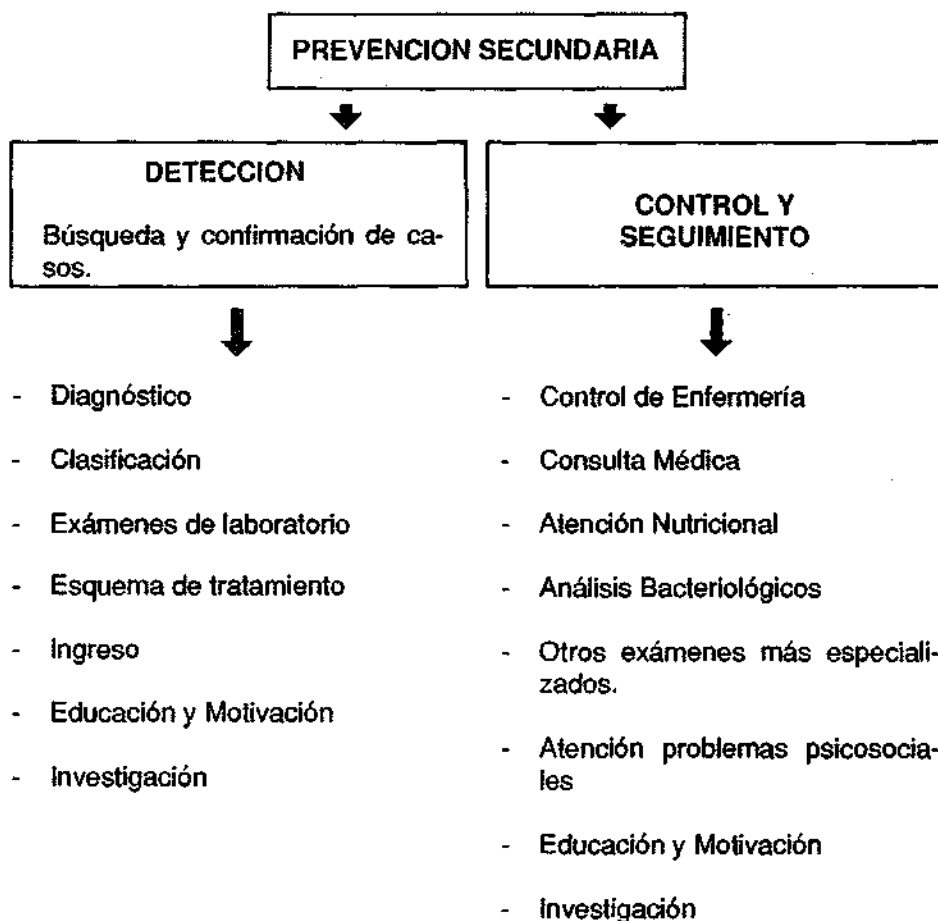 PREVENCION SECUNDARIA
DETECCION
Búsqueda y confirmación de ca-
sos.
- Diagnóstico
- Clasificación
- Exámenes de laboratorio
- Esquema de tratamiento
- Ingreso
- Educación y Motivación
- Investigación
CONTROL Y
SEGUIMIENTO
- Control de Enfermería
- Consulta Médica
- Atención Nutricional
- Análisis Bacteriológicos
- Otros exámenes más especiali-
zados.
- Atención problemas psicosocia-
les
- Educación y Motivación
- Investigación